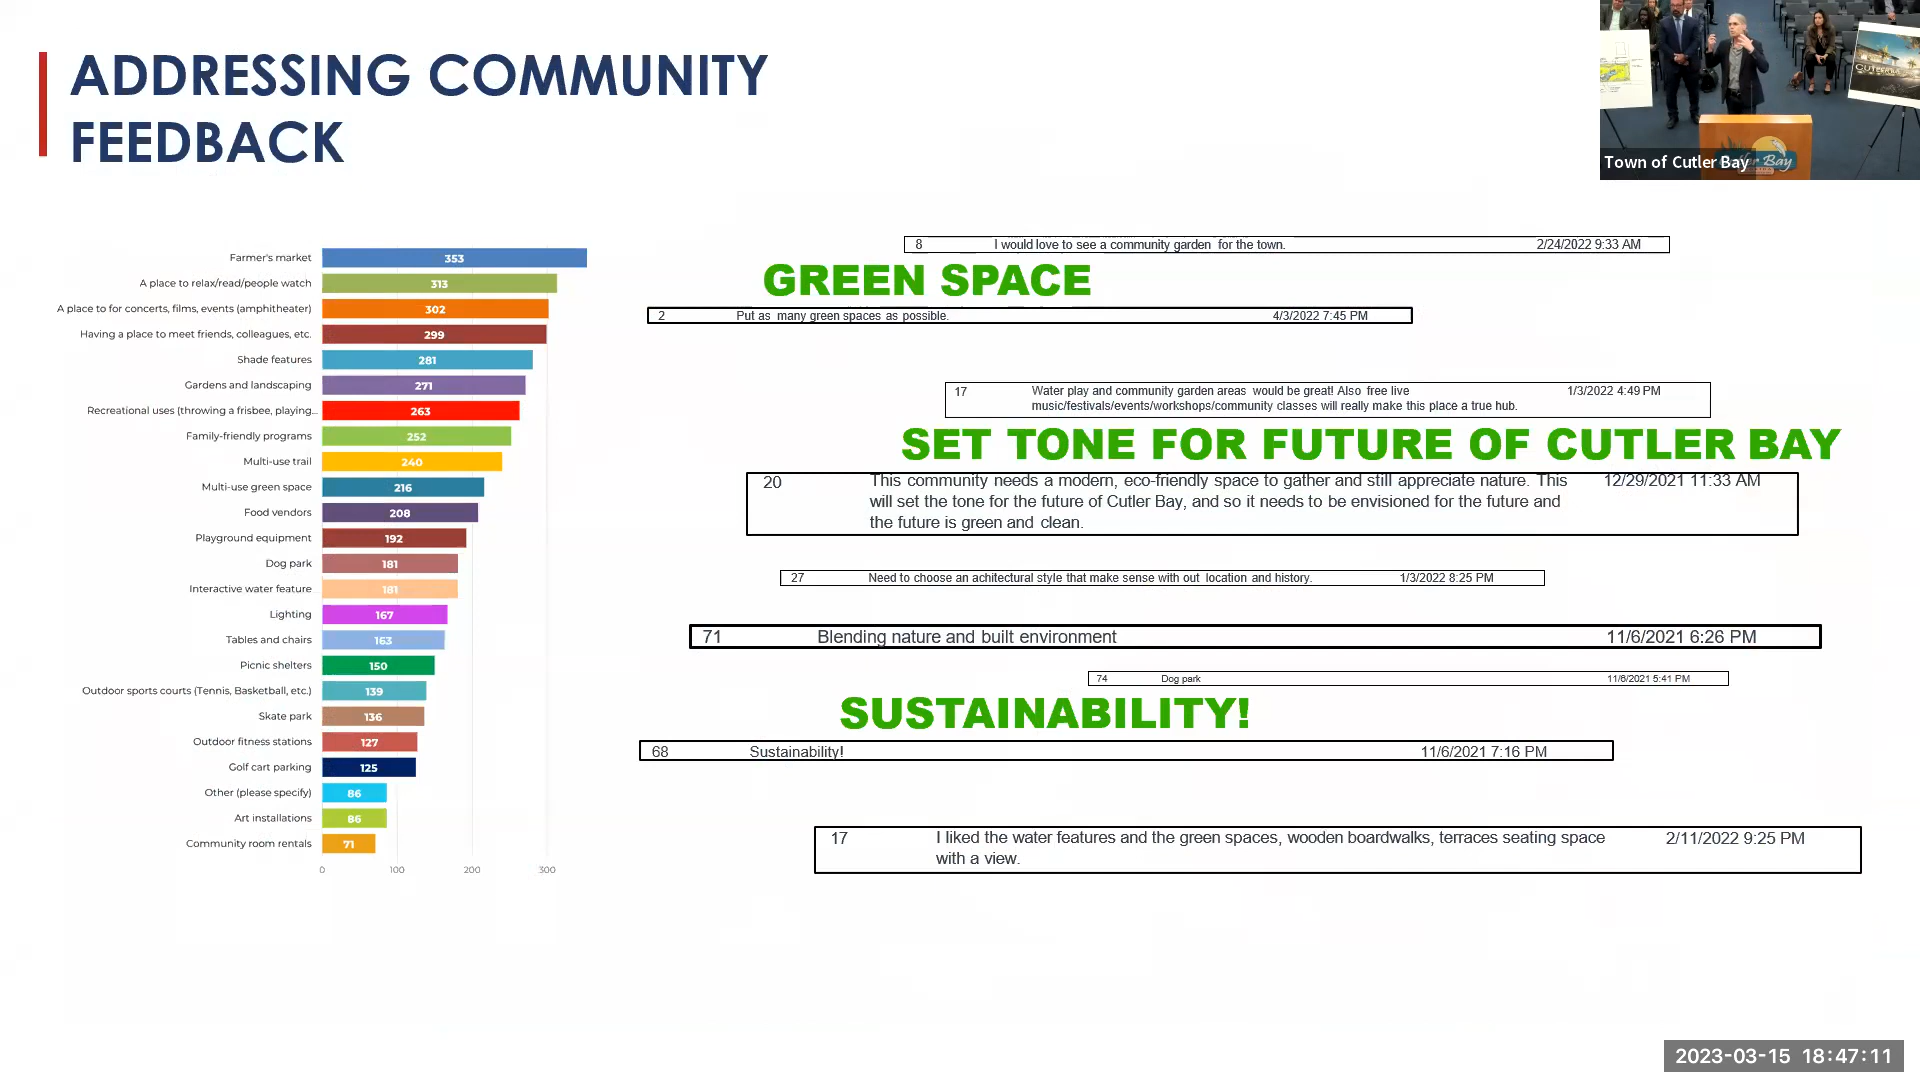 ADDRESSING COMMUNITY
FEEDBACK
Town of Cutler Bay
Farmer's market 353
A place to relax/read/people watch 313
A place to for concerts, films, events (amphitheater) 302
Having a place to meet friends, colleagues, etc. 299
Shade features 281
Gardens and landscaping 271
Recreational uses (throwing a frisbee, playing... 263
Family-friendly programs 252
Multi-use trail 240
Multi-use green space 216
Food vendors 208
Playground equipment 192
Dog park 181
Interactive water feature 181
Lighting 167
Tables and chairs 163
Picnic shelters 150
Outdoor sports courts (Tennis, Basketball, etc.) 139
Skate park 136
Outdoor fitness stations 127
Golf cart parking 125
Other (please specify) 86
Art installations 86
Community room rentals 71
0 100 200 300
8 I would love to see a community garden for the town. 2/24/2022 9:33 AM
GREEN SPACE
2 Put as many green spaces as possible. 4/3/2022 7:45 PM
17 Water play and community garden areas would be great! Also free live 1/3/2022 4:49 PM
music/festivals/events/workshops/community classes will really make this place a true hub.
SET TONE FOR FUTURE OF CUTLER BAY
20 This community needs a modern, eco-friendly space to gather and still appreciate nature. This 12/29/2021 11:33 AM
will set the tone for the future of Cutler Bay, and so it needs to be envisioned for the future and
the future is green and clean.
27 Need to choose an achitectural style that make sense with out location and history. 1/3/2022 8:25 PM
71 Blending nature and built environment 11/6/2021 6:26 PM
74 Dog park 11/6/2021 5:41 PM
SUSTAINABILITY!
68 Sustainability! 11/6/2021 7:16 PM
17 I liked the water features and the green spaces, wooden boardwalks, terraces seating space 2/11/2022 9:25 PM
with a view.
2023-03-15 18:47:11